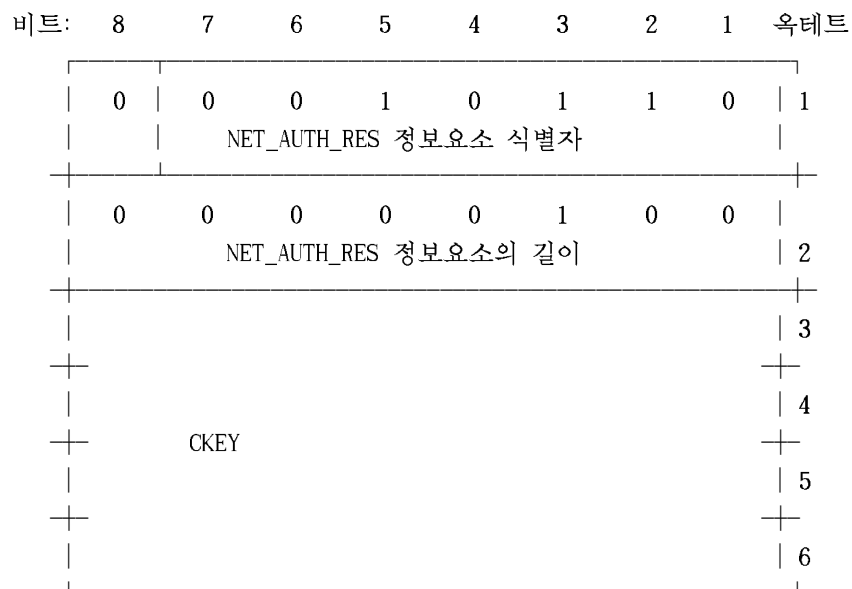 비트: 8 7 6 5 4 3 2 1 옥테트
0 0 0 1 0 1 1 0 1
NET_AUTH_RES 정보요소 식별자
0 0 0 0 0 1 0 0
NET_AUTH_RES 정보요소의 길이 2
3
4
CKEY
5
6